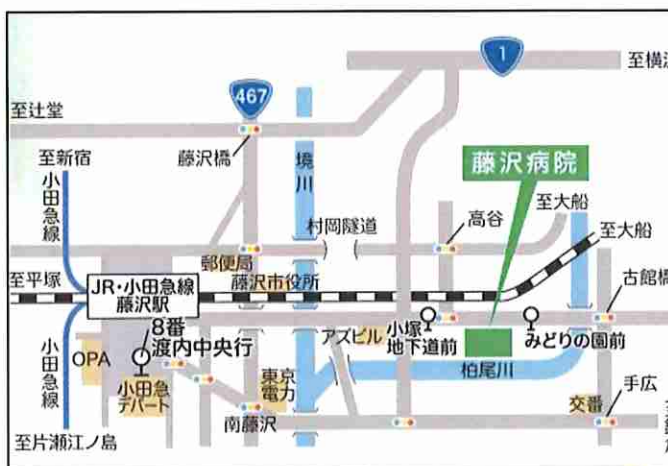 1
至横浜
467
至辻堂
藤沢橋
至新宿
小田急線
境川
藤沢病院
高谷
至大船
村岡隧道
至大船
郵便局
藤沢市役所
至平塚
JR・小田急線
藤沢駅
古館橋
8番
渡内中央行
小塚
地下道前
みどりの園前
アズビル
OPA
小田急
デパート
小田急線
柏尾川
東京
電力
南藤沢
交番
手広
至片瀬江ノ島